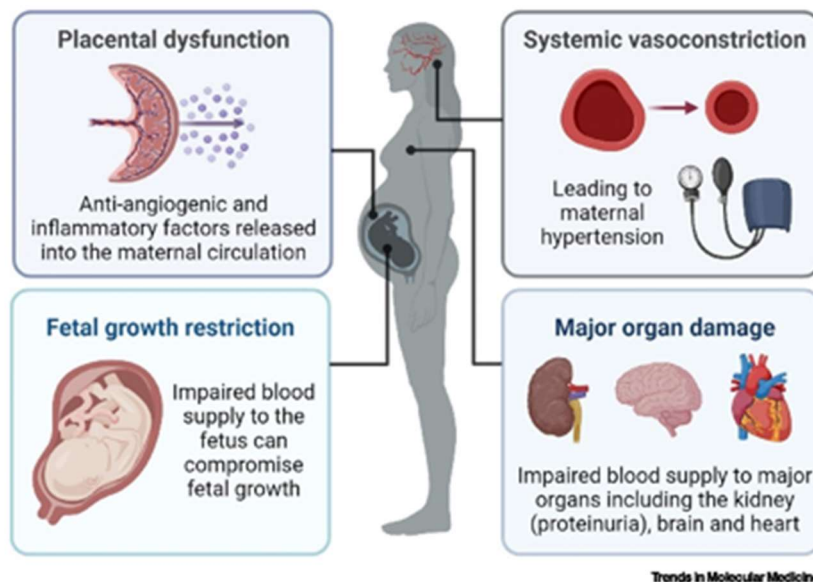 Placental dysfunction
Anti-angiogenic and
inflammatory factors released
into the maternal circulation
Systemic vasoconstriction
Leading to
maternal
hypertension
Fetal growth restriction
Impaired blood
supply to the
fetus can
compromise
fetal growth
Major organ damage
Impaired blood supply to major
organs including the kidney
(proteinuria), brain and heart
Trends in Molecular Medicine